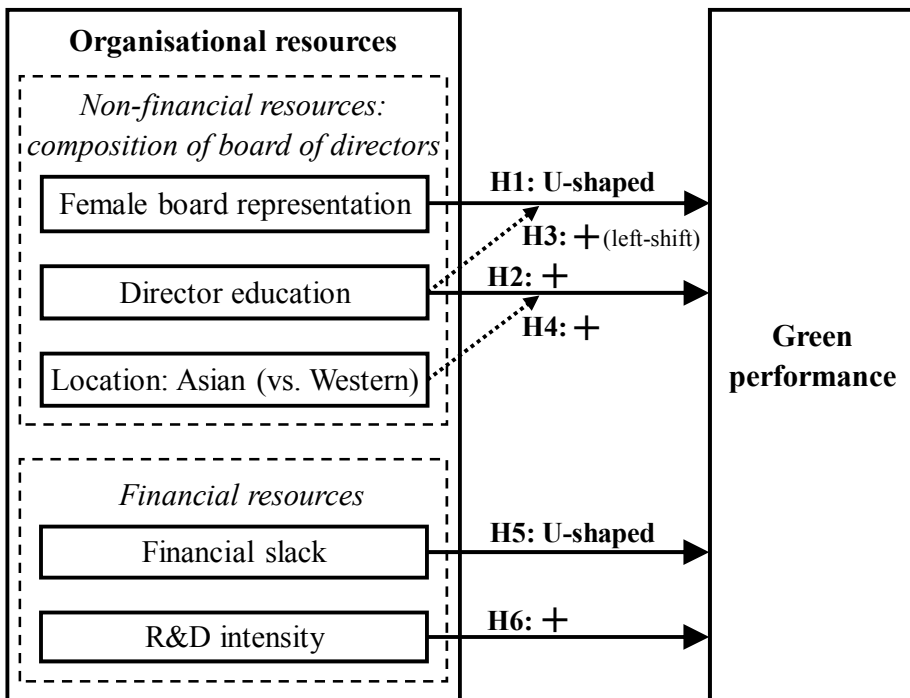 Organisational resources
Non-financial resources:
composition of board of directors
Female board representation
Director education
Location: Asian (vs. Western)
Financial resources
Financial slack
R&D intensity
H1: U-shaped
H3: + (left-shift)
H2: +
H4: +
H5: U-shaped
H6: +
Green
performance